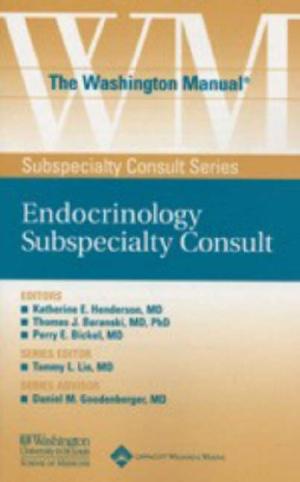 WM
The Washington Manual®
Subspecialty Consult Series
Endocrinology
Subspecialty Consult
EDITORS
Katherine E. Henderson, MD
Thomas J. Baranski, MD, PhD
Perry E. Bickel, MD
SERIES EDITOR
Tammy L. Lin, MD
SERIES ADVISOR
Daniel M. Goodenberger, MD
Washington
University in St. Louis
SCHOOL OF MEDICINE
LIPPINCOTT WILLIAMS & WILKINS